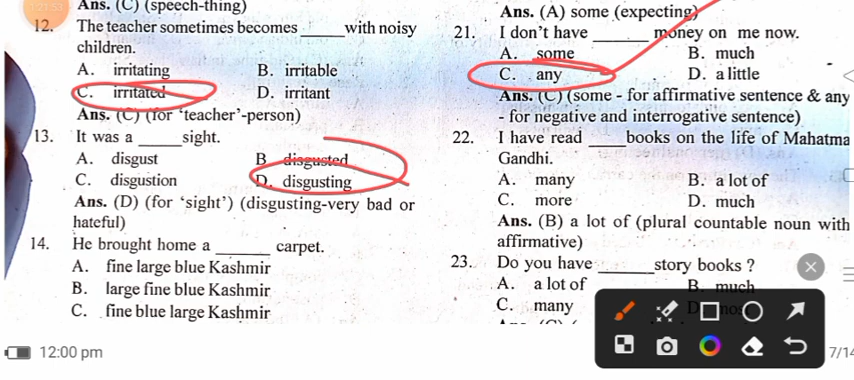 Ans. (C) (speech-thing)
12. The teacher sometimes becomes _____ with noisy
children.
A. irritating B. irritable
C. irritated D. irritant
Ans. (C) (for ‘teacher’-person)
13. It was a _____ sight.
A. disgust B disgusted
C. disgustion D. disgusting
Ans. (D) (for ‘sight’) (disgusting-very bad or
hateful)
14. He brought home a _____ carpet.
A. fine large blue Kashmir
B. large fine blue Kashmir
C. fine blue large Kashmir
Ans. (A) some (expecting)
21. I don’t have _____ money on me now.
A. some B. much
C. any D. a little
Ans. (C) (some - for affirmative sentence & any
- for negative and interrogative sentence)
22. I have read _____ books on the life of Mahatma
Gandhi.
A. many B. a lot of
C. more D. much
Ans. (B) a lot of (plural countable noun with
affirmative)
23. Do you have _____ story books ?
A. a lot of B. much
C. many D. most
12:00 pm
7/14